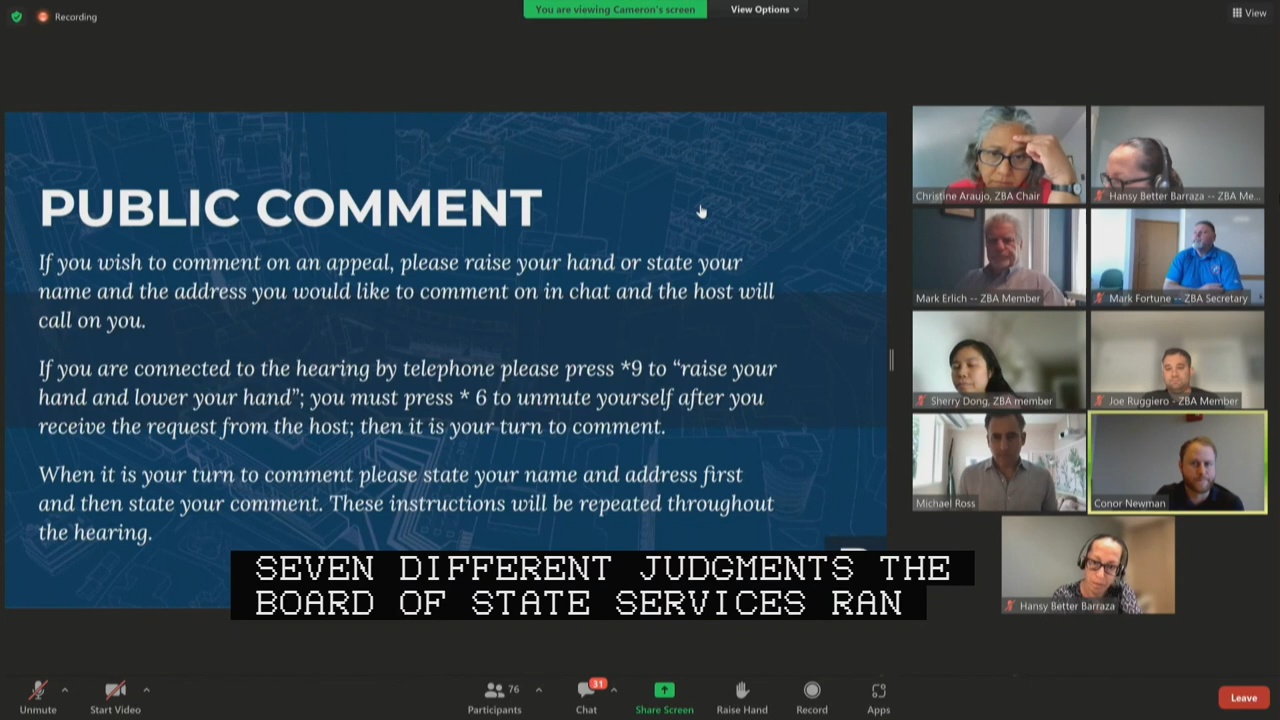 Recording
You are viewing Cameron's screen
View Options
View
PUBLIC COMMENT
If you wish to comment on an appeal, please raise your hand or state your
name and the address you would like to comment on in chat and the host will
call on you.
If you are connected to the hearing by telephone please press *9 to “raise your
hand and lower your hand”; you must press * 6 to unmute yourself after you
receive the request from the host; then it is your turn to comment.
When it is your turn to comment please state your name and address first
and then state your comment. These instructions will be repeated throughout
the hearing.
Christine Araujo, ZBA Chair
Hansy Better Barraza -- ZBA Me...
Mark Erlich -- ZBA Member
Mark Fortune -- ZBA Secretary
Sherry Dong, ZBA member
Joe Ruggiero - ZBA Member
Michael Ross
Conor Newman
Hansy Better Barraza
SEVEN DIFFERENT JUDGMENTS THE
BOARD OF STATE SERVICES RAN
Unmute
Start Video
76
Participants
31
Chat
Share Screen
Raise Hand
Record
Apps
Leave